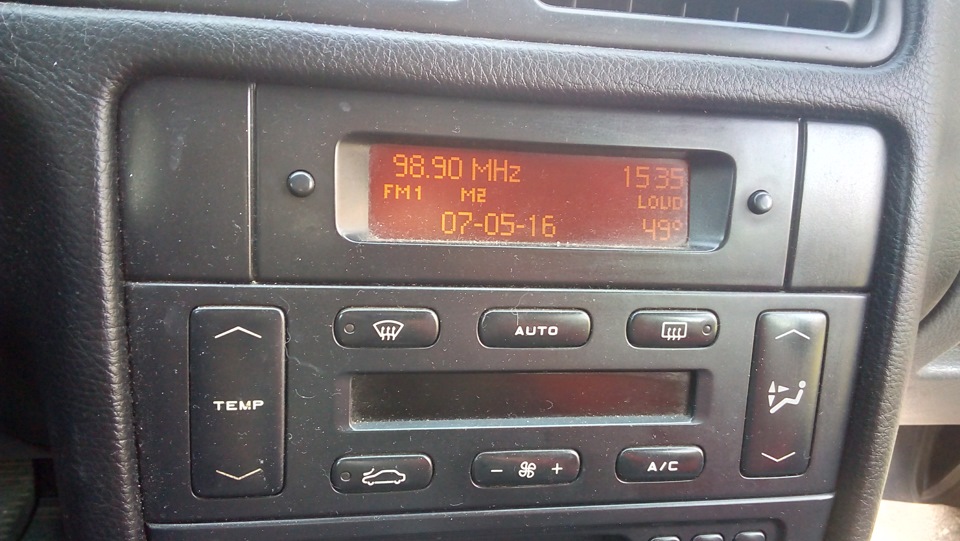 98.90 MHz 1535
FM1 M2 LOUD
07-05-16 49°
AUTO
TEMP
- +
A/C